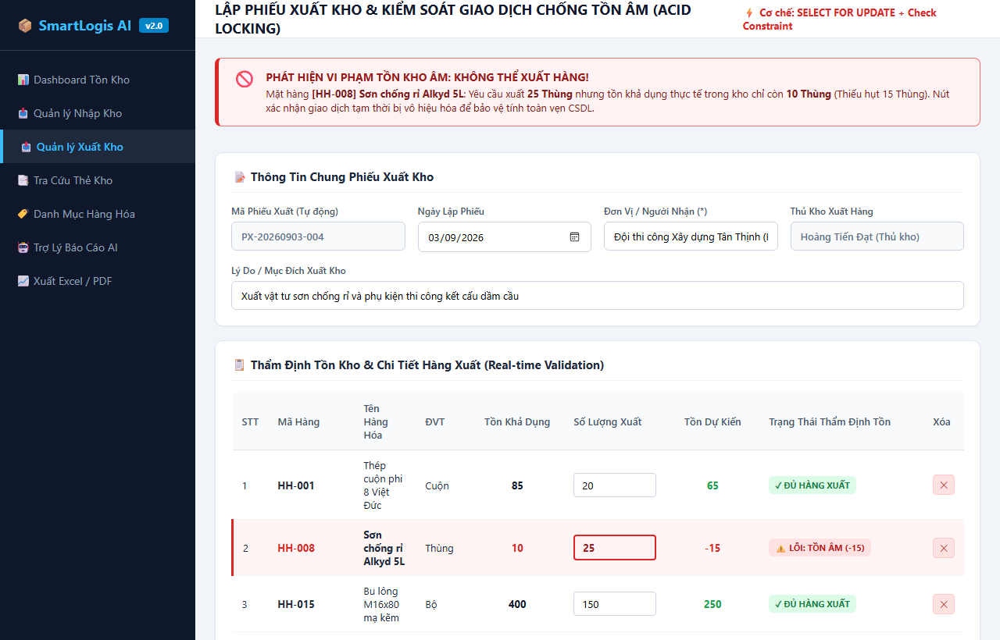 SmartLogis AI v2.0
Dashboard Tồn Kho
Quản lý Nhập Kho
Quản lý Xuất Kho
Tra Cứu Thẻ Kho
Danh Mục Hàng Hóa
Trợ Lý Báo Cáo AI
Xuất Excel / PDF
LẬP PHIẾU XUẤT KHO & KIỂM SOÁT GIAO DỊCH CHỐNG TỒN ÂM (ACID
LOCKING)
Cơ chế: SELECT FOR UPDATE + Check
Constraint
PHÁT HIỆN VI PHẠM TỒN KHO ÂM: KHÔNG THỂ XUẤT HÀNG!
Mặt hàng [HH-008] Sơn chống rỉ Alkyd 5L: Yêu cầu xuất 25 Thùng nhưng tồn khả dụng thực tế trong kho chỉ còn 10 Thùng (Thiếu hụt 15 Thùng). Nút
xác nhận giao dịch tạm thời bị vô hiệu hóa để bảo vệ tính toàn vẹn CSDL.
Thông Tin Chung Phiếu Xuất Kho
Mã Phiếu Xuất (Tự động)
PX-20260903-004
Ngày Lập Phiếu
03/09/2026
Đơn Vị / Người Nhận (*)
Đội thi công Xây dựng Tân Thịnh (
Thủ Kho Xuất Hàng
Hoàng Tiến Đạt (Thủ kho)
Lý Do / Mục Đích Xuất Kho
Xuất vật tư sơn chống rỉ và phụ kiện thi công kết cấu dầm cầu
Thẩm Định Tồn Kho & Chi Tiết Hàng Xuất (Real-time Validation)
STT Mã Hàng Tên Hàng Hóa ĐVT Tồn Khả Dụng Số Lượng Xuất Tồn Dự Kiến Trạng Thái Thẩm Định Tồn Xóa
1 HH-001 Thép cuộn phi 8 Việt Đức Cuộn 85 20 65 ✓ ĐỦ HÀNG XUẤT
2 HH-008 Sơn chống rỉ Alkyd 5L Thùng 10 25 -15 LỖI: TỒN ÂM (-15)
3 HH-015 Bu lông M16x80 mạ kẽm Bộ 400 150 250 ✓ ĐỦ HÀNG XUẤT